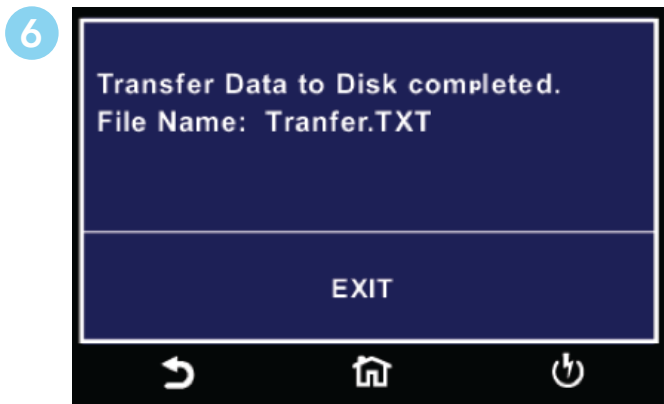 6
Transfer Data to Disk completed.
File Name: Tranfer.TXT
EXIT